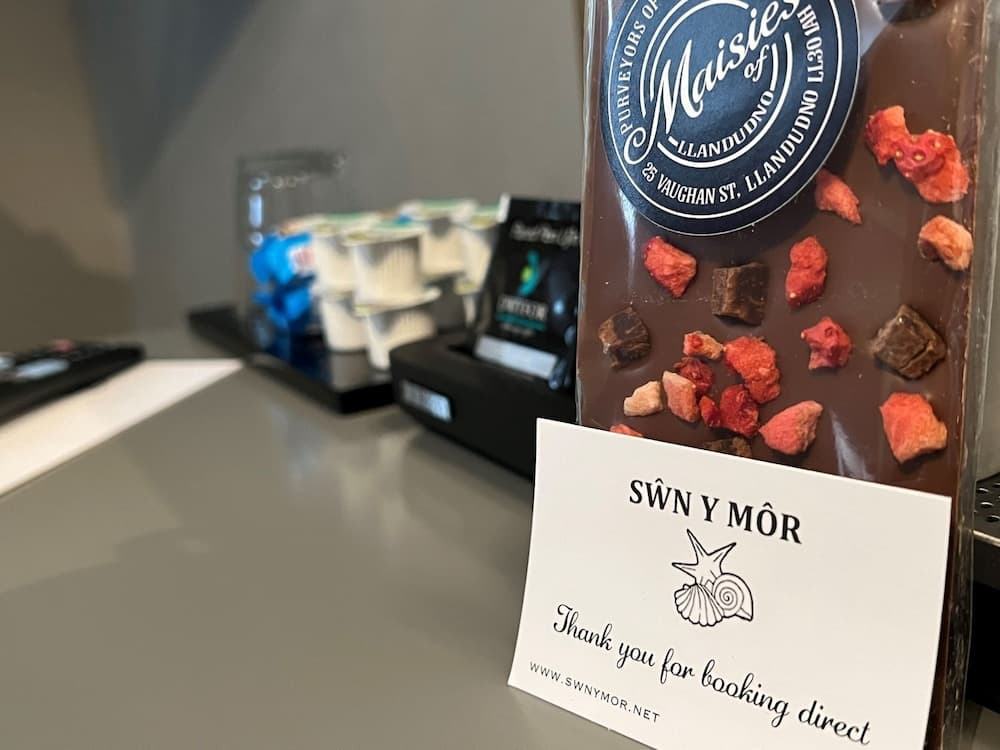 PURVEYORS OF
Maisies
of
LLANDUDNO
25 VAUGHAN ST, LLANDUDNO LL30 1AH
SŴN Y MÔR
Thank you for booking direct
WWW.SWNYMOR.NET